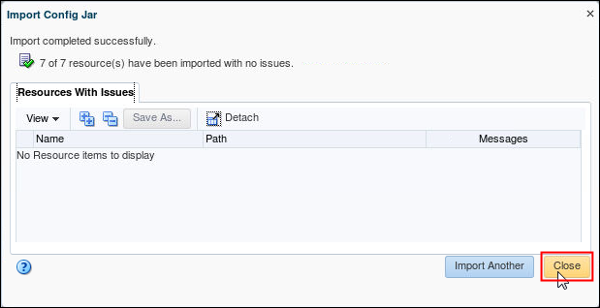 Import Config Jar
Import completed successfully.
7 of 7 resource(s) have been imported with no issues.
Resources With Issues
View Save As... Detach
Name Path Messages
No Resource items to display
? Import Another Close